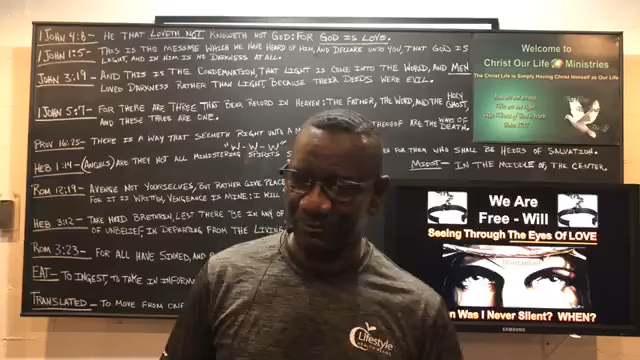 1 JOHN 4:8 - HE THAT LOVETH NOT KNOWETH NOT GOD: FOR GOD IS LOVE.
1 JOHN 1:5 - THIS IS THE MESSAGE WHICH WE HAVE HEARD OF HIM, AND DECLARE UNTO YOU, THAT GOD IS
LIGHT, AND IN HIM IS NO DARKNESS AT ALL.
JOHN 3:19 - AND THIS IS THE CONDEMNATION, THAT LIGHT IS COME INTO THE WORLD, AND MEN
LOVED DARKNESS RATHER THAN LIGHT, BECAUSE THEIR DEEDS WERE EVIL.
1 JOHN 5:7 - FOR THERE ARE THREE THAT BEAR RECORD IN HEAVEN: THE FATHER, THE WORD, AND THE HOLY GHOST,
AND THESE THREE ARE ONE.
PROV 16:25 - THERE IS A WAY THAT SEEMETH RIGHT UNTO A THEREOF ARE THE WAYS OF DEATH.
"W-W-W"
HEB 1:14 - (ANGELS) ARE THEY NOT ALL MINISTERING SPIRITS FOR THEM WHO SHALL BE HEIRS OF SALVATION.
MIDST - IN THE MIDDLE OF, THE CENTER.
ROM 12:19 - AVENGE NOT YOURSELVES, BUT RATHER GIVE PLACE
FOR IT IS WRITTEN, VENGEANCE IS MINE: I WILL
HEB 3:12 - TAKE HEED BRETHREN, LEST THERE BE IN ANY OF
OF UNBELIEF IN DEPARTING FROM THE LIVING
ROM 3:23 - FOR ALL HAVE SINNED, AND
EAT - TO INGEST, TO TAKE IN INFORM
TRANSLATED - TO MOVE FROM ONE
Welcome to
Christ Our Life Ministries
The Christ Life is Simply Having Christ Himself as Our Life
We Are
Free - Will
Seeing Through The Eyes Of LOVE
n Was I Never Silent? WHEN?
SAMSUNG
Lifestyle